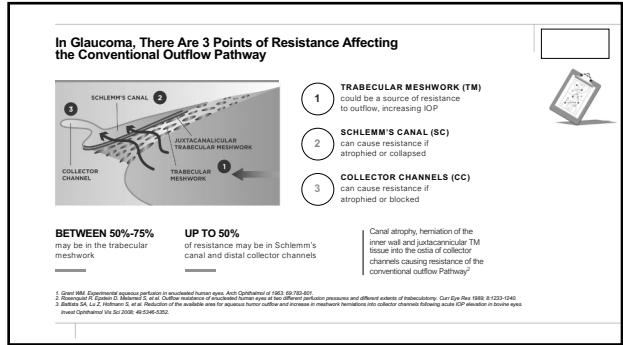 In Glaucoma, There Are 3 Points of Resistance Affecting
the Conventional Outflow Pathway
SCHLEMM'S CANAL 2
3
JUXTACANALICULAR
TRABECULAR MESHWORK
COLLECTOR
CHANNEL
TRABECULAR
MESHWORK
1
1 TRABECULAR MESHWORK (TM)
could be a source of resistance
to outflow, increasing IOP
2 SCHLEMM'S CANAL (SC)
can cause resistance if
atrophied or collapsed
3 COLLECTOR CHANNELS (CC)
can cause resistance if
atrophied or blocked
BETWEEN 50%-75%
may be in the trabecular
meshwork
UP TO 50%
of resistance may be in Schlemm's
canal and distal collector channels
Canal atrophy, herniation of the
inner wall and juxtacannicular TM
tissue into the ostia of collector
channels causing resistance of the
conventional outflow Pathway2
1. Grant WM. Experimental aqueous perfusion in enucleated human eyes. Arch Ophthalmol of 1963; 69:783-801.
2. Rosenquist R, Epstein D, Melamed S, et al. Outflow resistance of enucleated human eyes at two different perfusion pressures and different extents of trabeculotomy. Curr Eye Res 1989; 8:1233-1240.
3. Battista SA, Lu Z, Hofmann S, et al. Reduction of the available area for aqueous humor outflow and increase in meshwork herniations into collector channels following acute IOP elevation in bovine eyes.
Invest Ophthalmol Vis Sci 2008; 49:5346-5352.